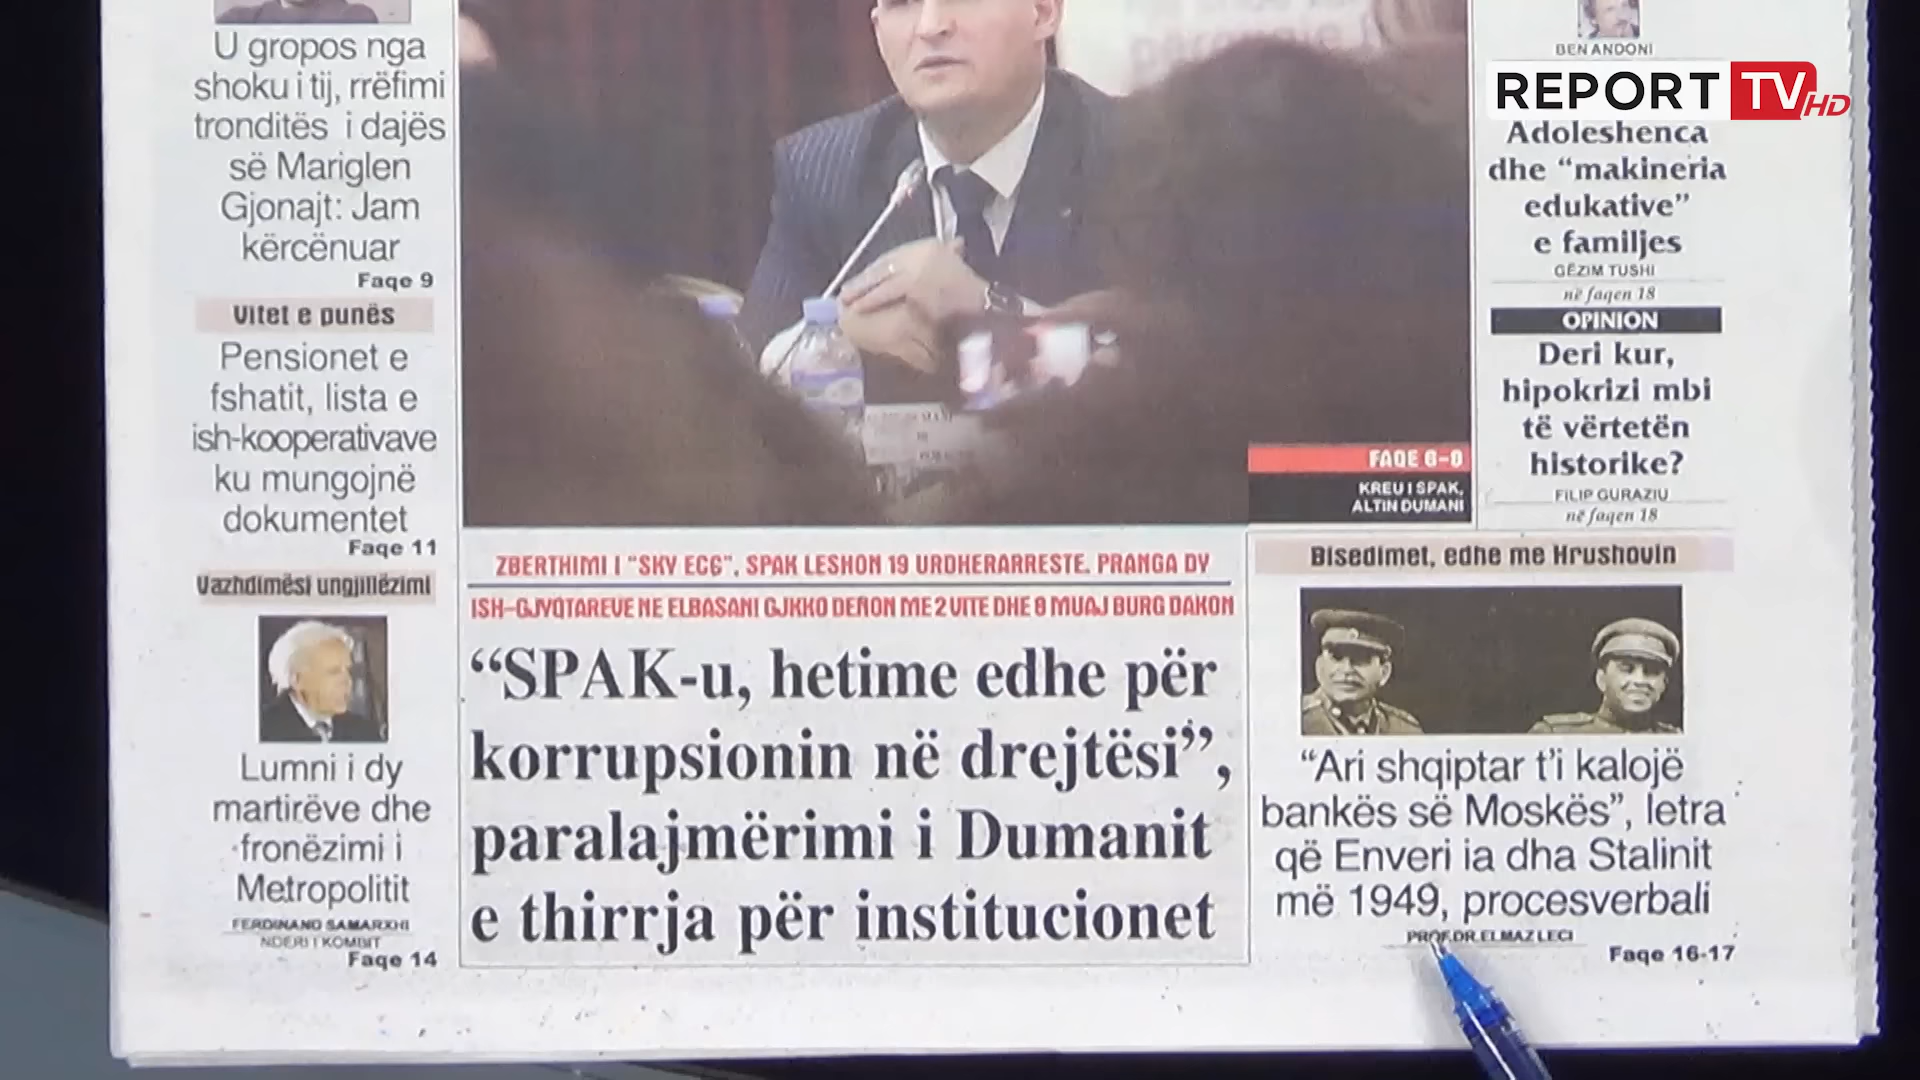 U gropos nga
shoku i tij, rrëfimi
tronditës i dajës
së Mariglen
Gjonajt: Jam
kërcënuar
Faqe 9
Vitet e punës
Pensionet e
fshatit, lista e
ish-kooperativave
ku mungojnë
dokumentet
Faqe 11
Vazhdimësi ungjillëzimi
Lumni i dy
martirëve dhe
fronëzimi i
Metropolitit
FERDINAND SAMARXHI
NDERI I KOMBIT
Faqe 14
FAQE 6-8
KREU I SPAK,
ALTIN DUMANI
ZBERTHIMI I "SKY ECC", SPAK LESHON 19 URDHERARRESTE. PRANGA DY
ISH-GJYQTAREVE NE ELBASANI GJKKO DENON ME 2 VITE DHE 8 MUAJ BURG DAKON
“SPAK-u, hetime edhe për
korrupsionin në drejtësi”,
paralajmërimi i Dumanit
e thirrja për institucionet
BEN ANDONI
REPORT TV HD
Adoleshenca
dhe “makineria
edukative”
e familjes
GËZIM TUSHI
në faqen 18
OPINION
Deri kur,
hipokrizi mbi
të vërtetën
historike?
FILIP GURAZIU
në faqen 18
Bisedimet, edhe me Hrushovin
“Ari shqiptar t’i kalojë
bankës së Moskës”, letra
që Enveri ia dha Stalinit
më 1949, procesverbali
PROF.DR.ELMAZ LECI
Faqe 16-17